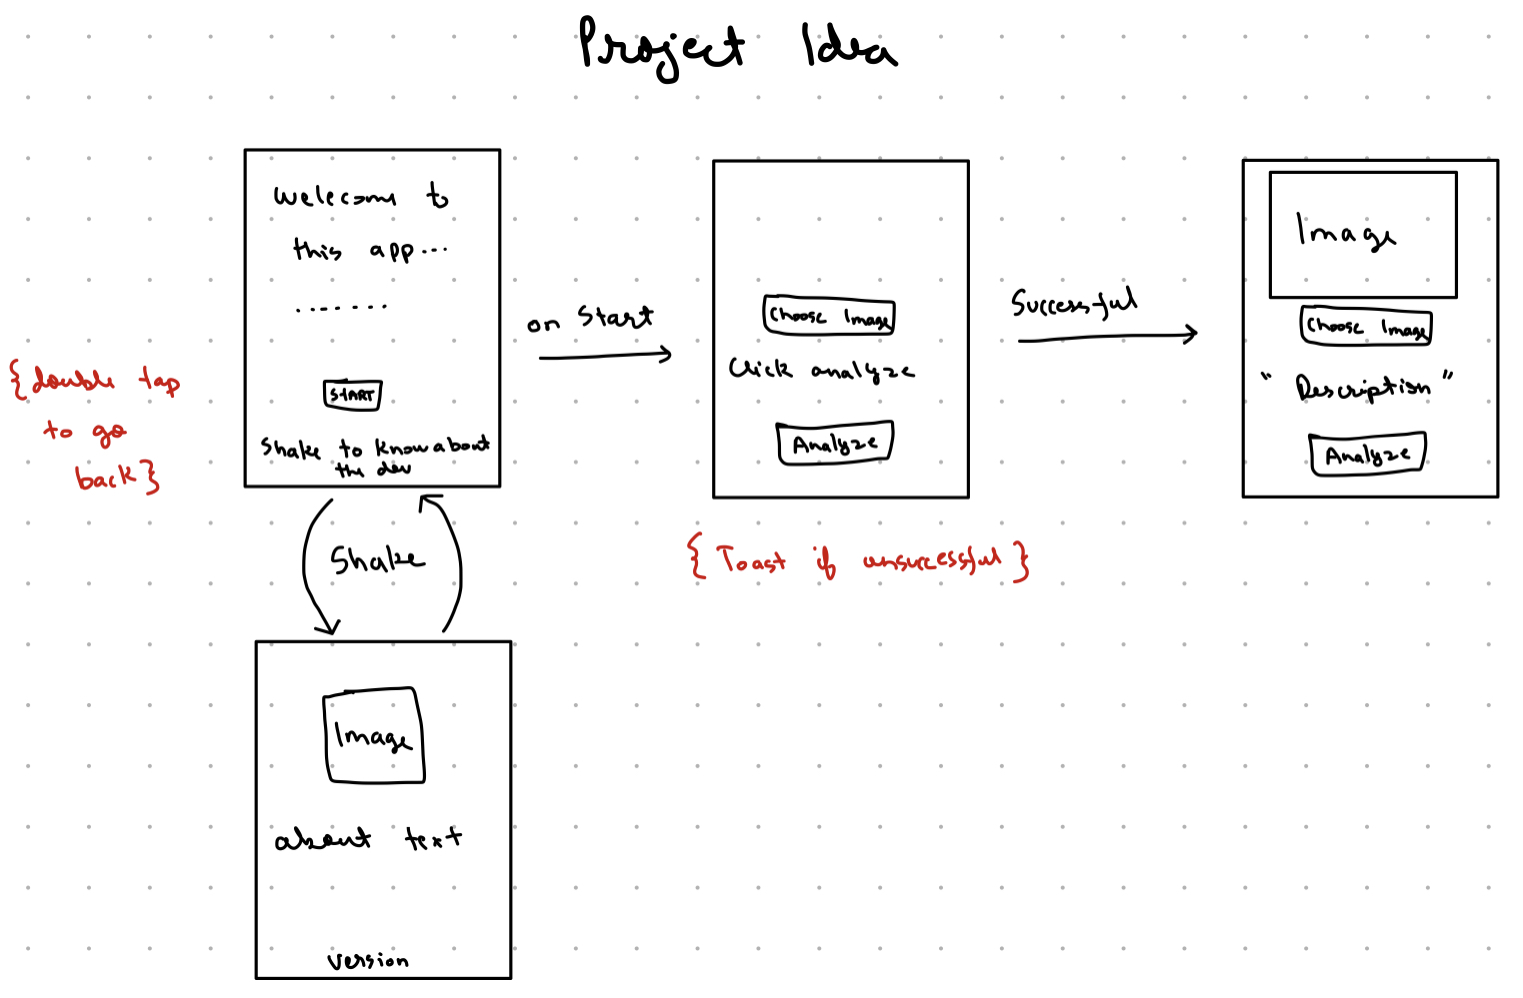 Project Idea
Welcome to
this app...
........
START
Shake to know about
the dev
{double tap
to go
back}
on Start
Choose Image
Click analyze
Analyze
{Toast if unsuccessful}
Successful
Image
Choose Image
"Description"
Analyze
Shake
Image
about text
version